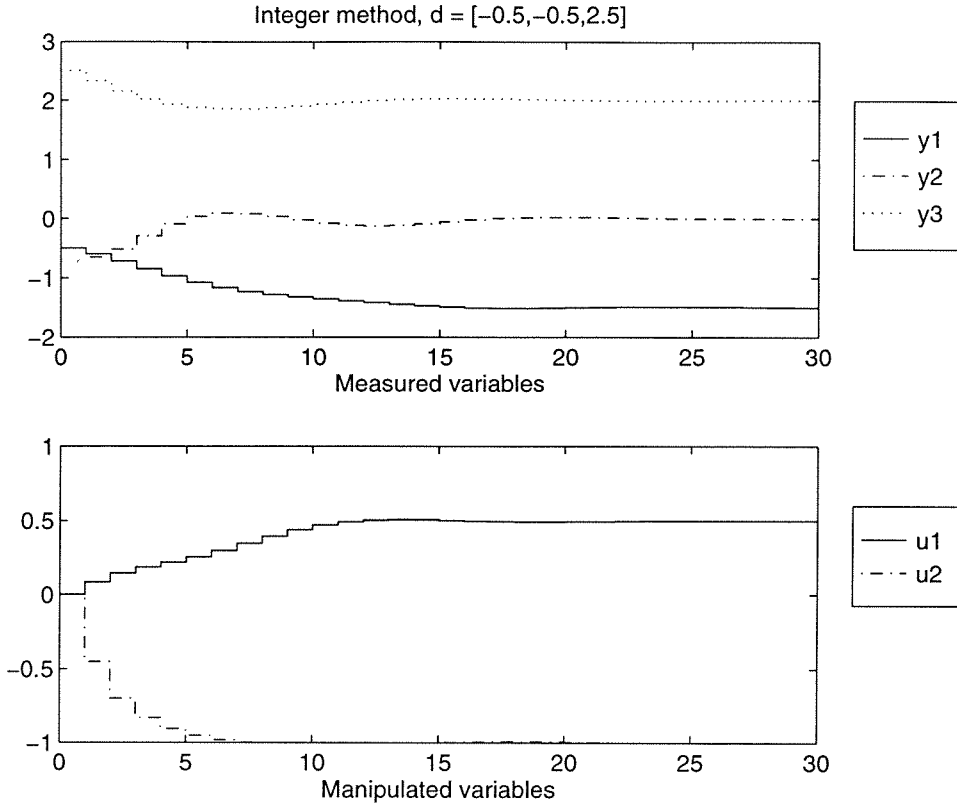 Integer method, d = [−0.5,−0.5,2.5]
3
2
1
0
−1
−2
0 5 10 15 20 25 30
Measured variables
y1
y2
y3
1
0.5
0
−0.5
−1
0 5 10 15 20 25 30
Manipulated variables
u1
u2